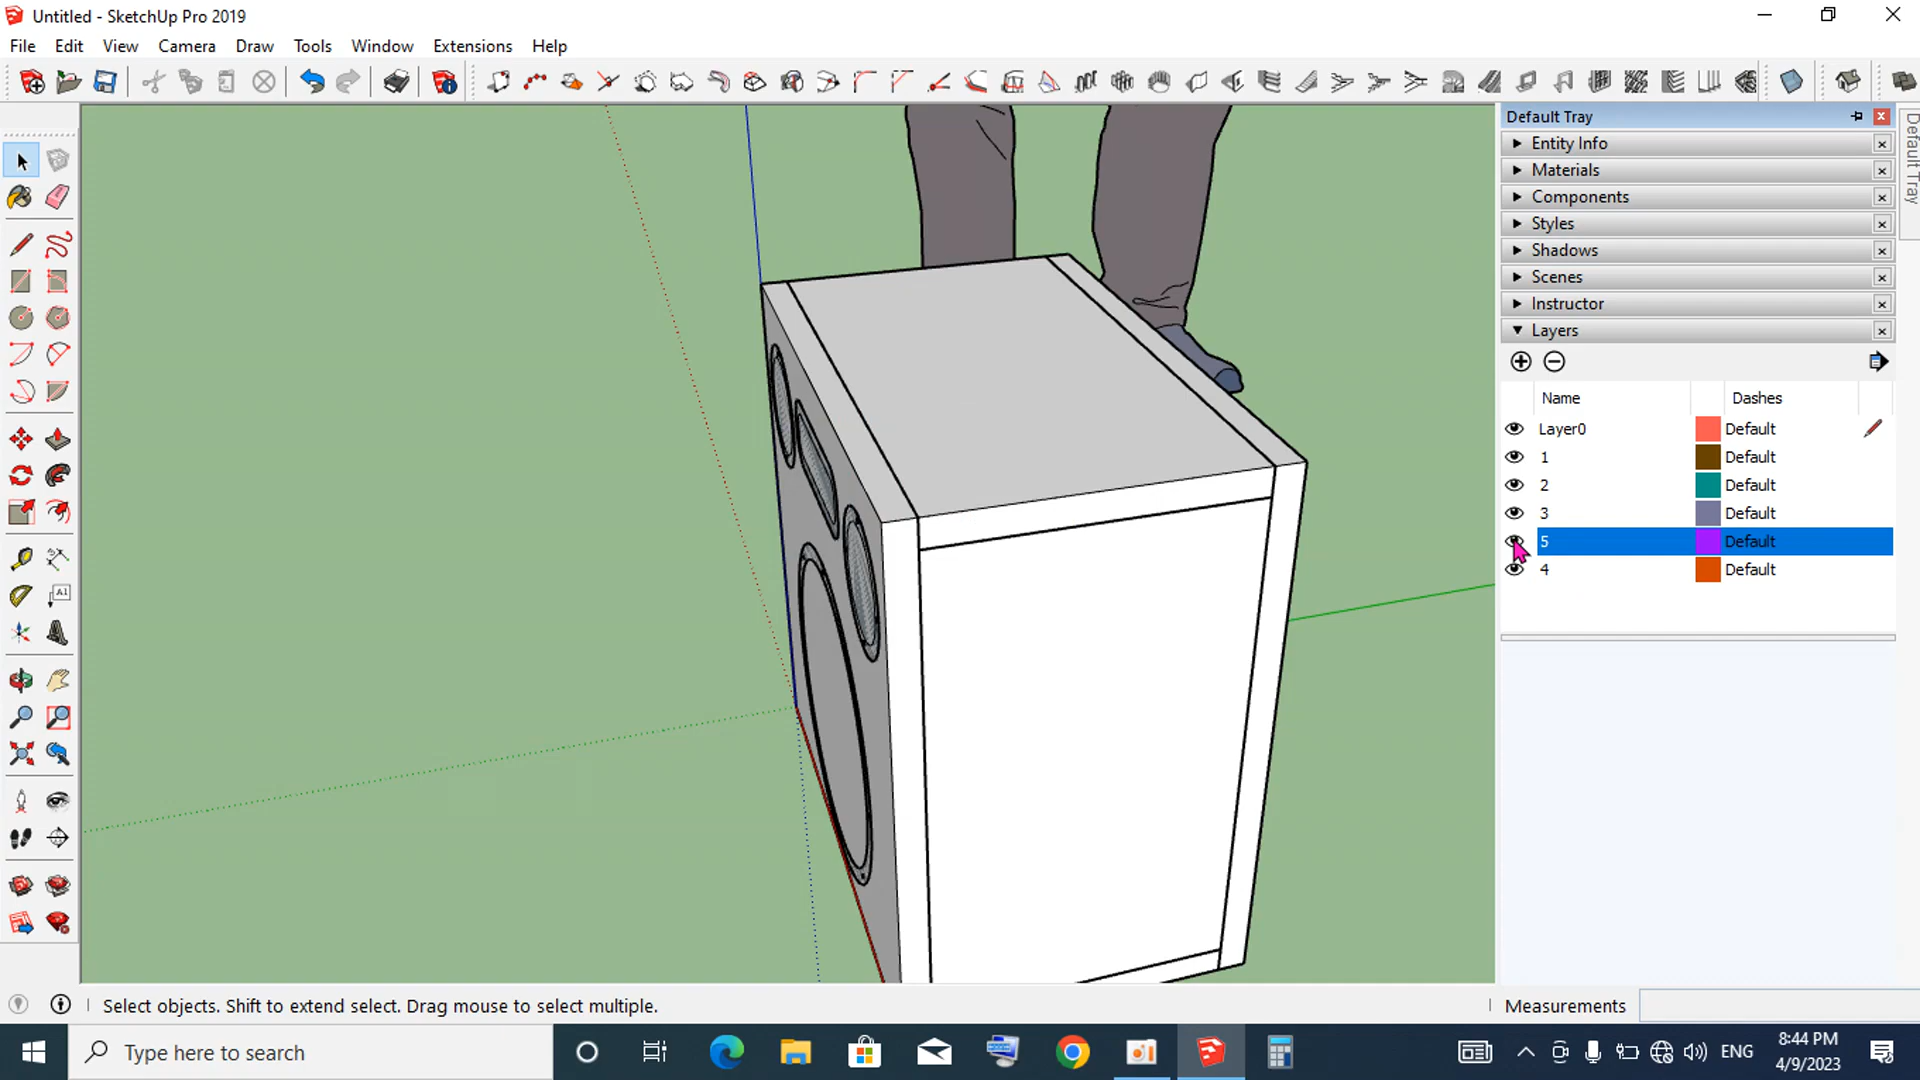 Untitled - SketchUp Pro 2019
File Edit View Camera Draw Tools Window Extensions Help
Default Tray
Default Tray
Entity Info
Materials
Components
Styles
Shadows
Scenes
Instructor
Layers
Name Dashes
Layer0 Default
1 Default
2 Default
3 Default
5 Default
4 Default
A1
Select objects. Shift to extend select. Drag mouse to select multiple.
Measurements
Type here to search
ENG
8:44 PM
4/9/2023